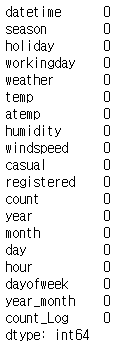 datetime 0
season 0
holiday 0
workingday 0
weather 0
temp 0
atemp 0
humidity 0
windspeed 0
casual 0
registered 0
count 0
year 0
month 0
day 0
hour 0
dayofweek 0
year_month 0
count_Log 0
dtype: int64